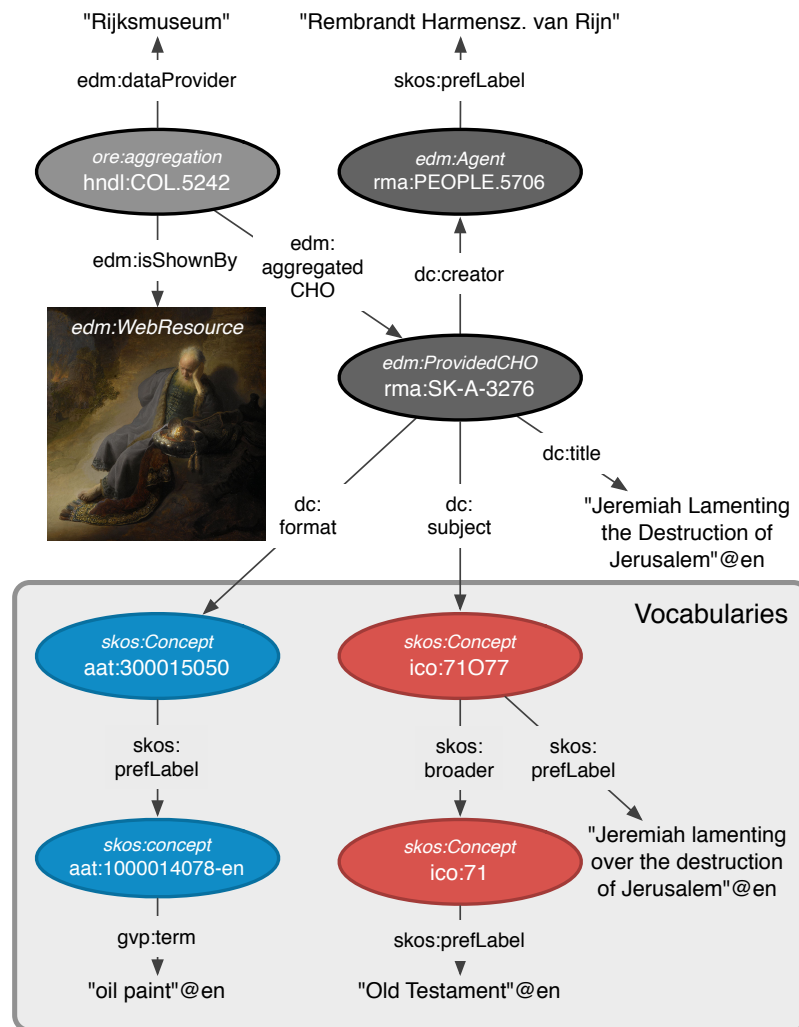 "Rijksmuseum"
"Rembrandt Harmensz. van Rijn"
edm:dataProvider
skos:prefLabel
ore:aggregation
hndl:COL.5242
edm:Agent
rma:PEOPLE.5706
edm:isShownBy
edm:
aggregated
CHO
dc:creator
edm:WebResource
edm:ProvidedCHO
rma:SK-A-3276
dc:title
dc:
format
dc:
subject
"Jeremiah Lamenting
the Destruction of
Jerusalem"@en
Vocabularies
skos:Concept
aat:300015050
skos:Concept
ico:71O77
skos:
prefLabel
skos:
broader
skos:
prefLabel
skos:concept
aat:1000014078-en
skos:Concept
ico:71
"Jeremiah lamenting
over the destruction
of Jerusalem"@en
gvp:term
skos:prefLabel
"oil paint"@en
"Old Testament"@en